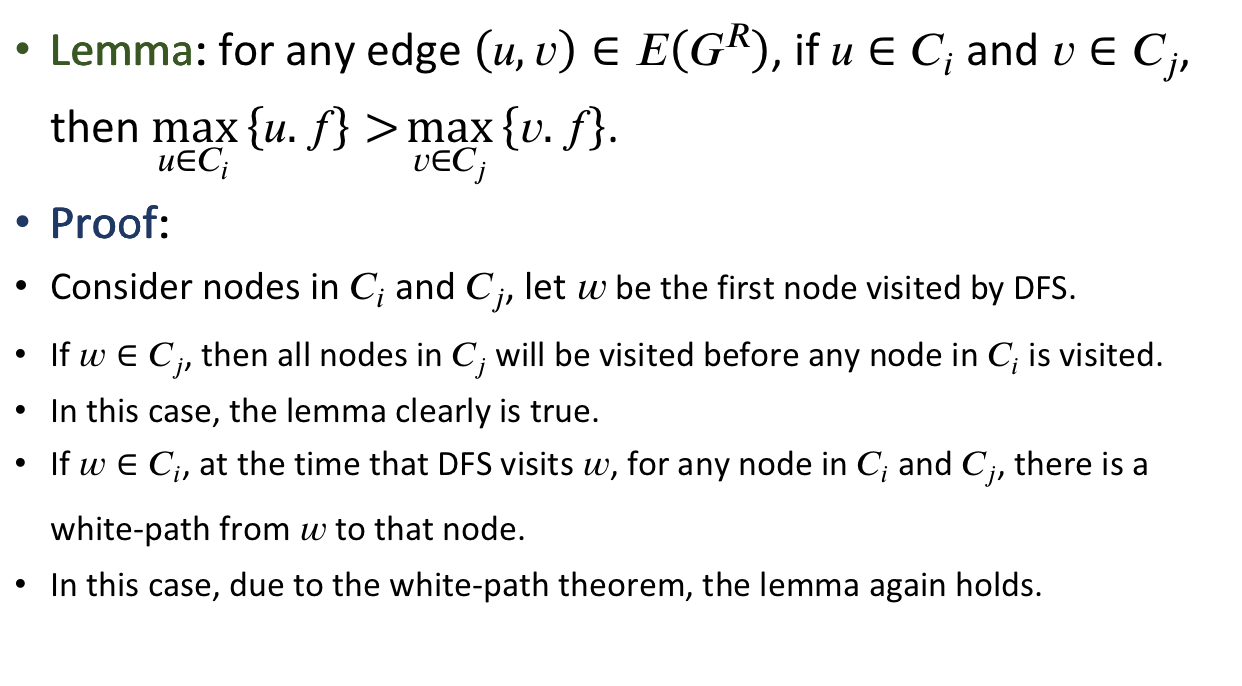 • Lemma: for any edge (u, v) ∈ E(G^R), if u ∈ C_i and v ∈ C_j,
then max_{u∈C_i} {u. f} > max_{v∈C_j} {v. f}.
• Proof:
• Consider nodes in C_i and C_j, let w be the first node visited by DFS.
• If w ∈ C_j, then all nodes in C_j will be visited before any node in C_i is visited.
• In this case, the lemma clearly is true.
• If w ∈ C_i, at the time that DFS visits w, for any node in C_i and C_j, there is a
white-path from w to that node.
• In this case, due to the white-path theorem, the lemma again holds.